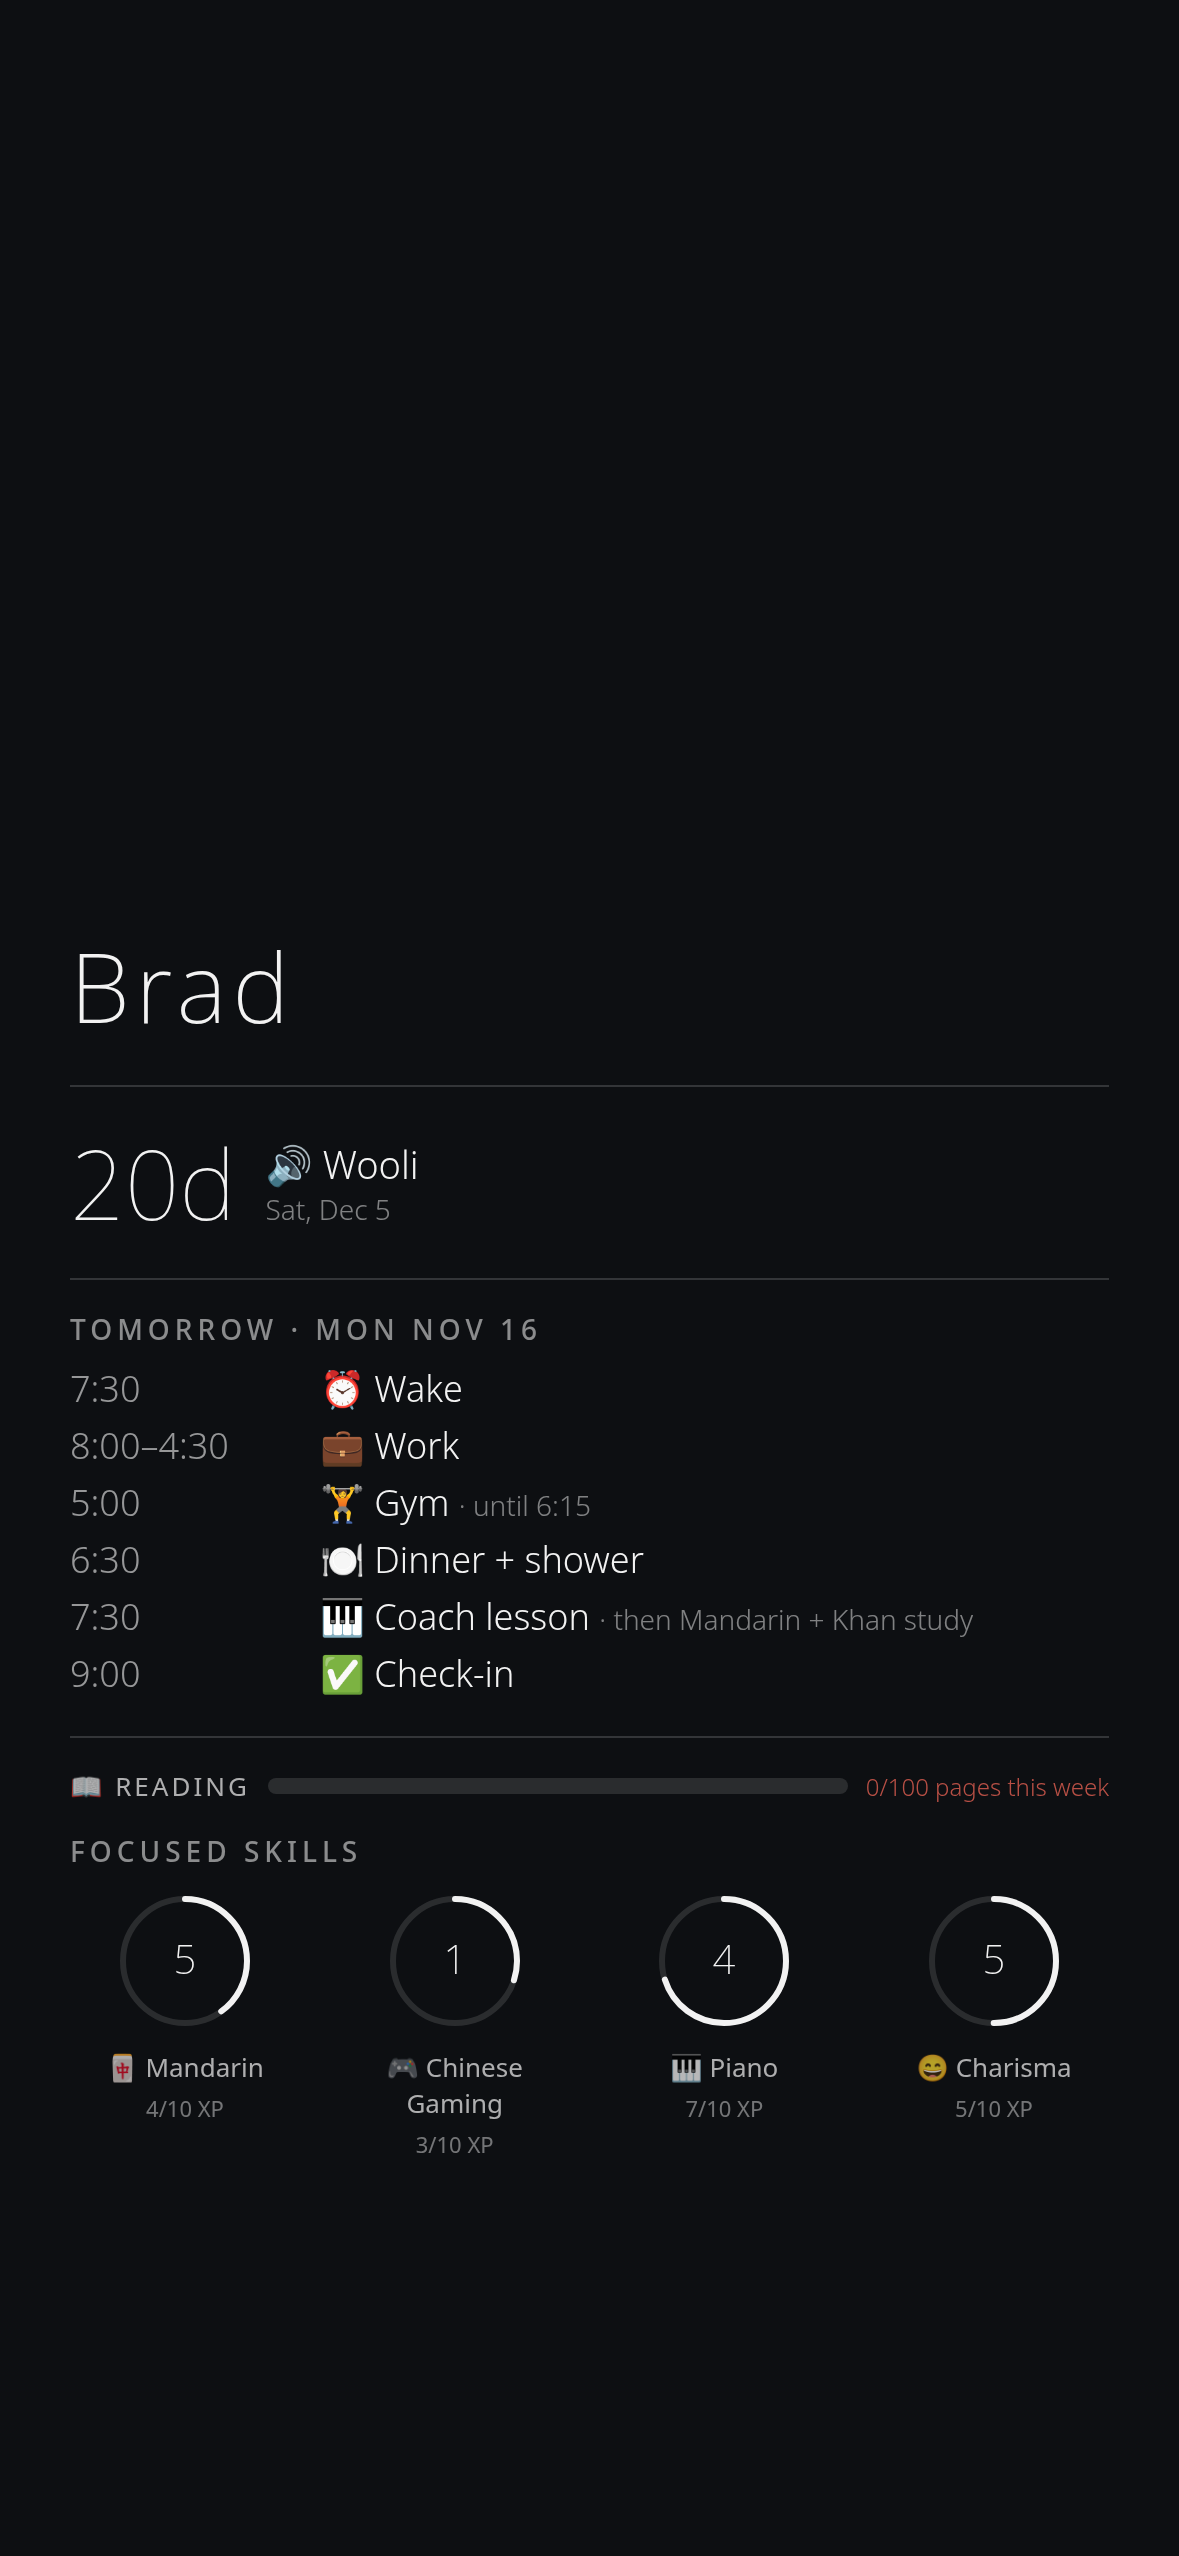 Brad
20d
🔊 Wooli
Sat, Dec 5
TOMORROW · MON NOV 16
7:30 ⏰ Wake
8:00–4:30 💼 Work
5:00 🏋️ Gym · until 6:15
6:30 🍽️ Dinner + shower
7:30 🎹 Coach lesson · then Mandarin + Khan study
9:00 ✅ Check-in
📖 READING 0/100 pages this week
FOCUSED SKILLS
5 1 4 5
🀄 Mandarin 🎮 Chinese Gaming 🎹 Piano 😄 Charisma
4/10 XP 3/10 XP 7/10 XP 5/10 XP